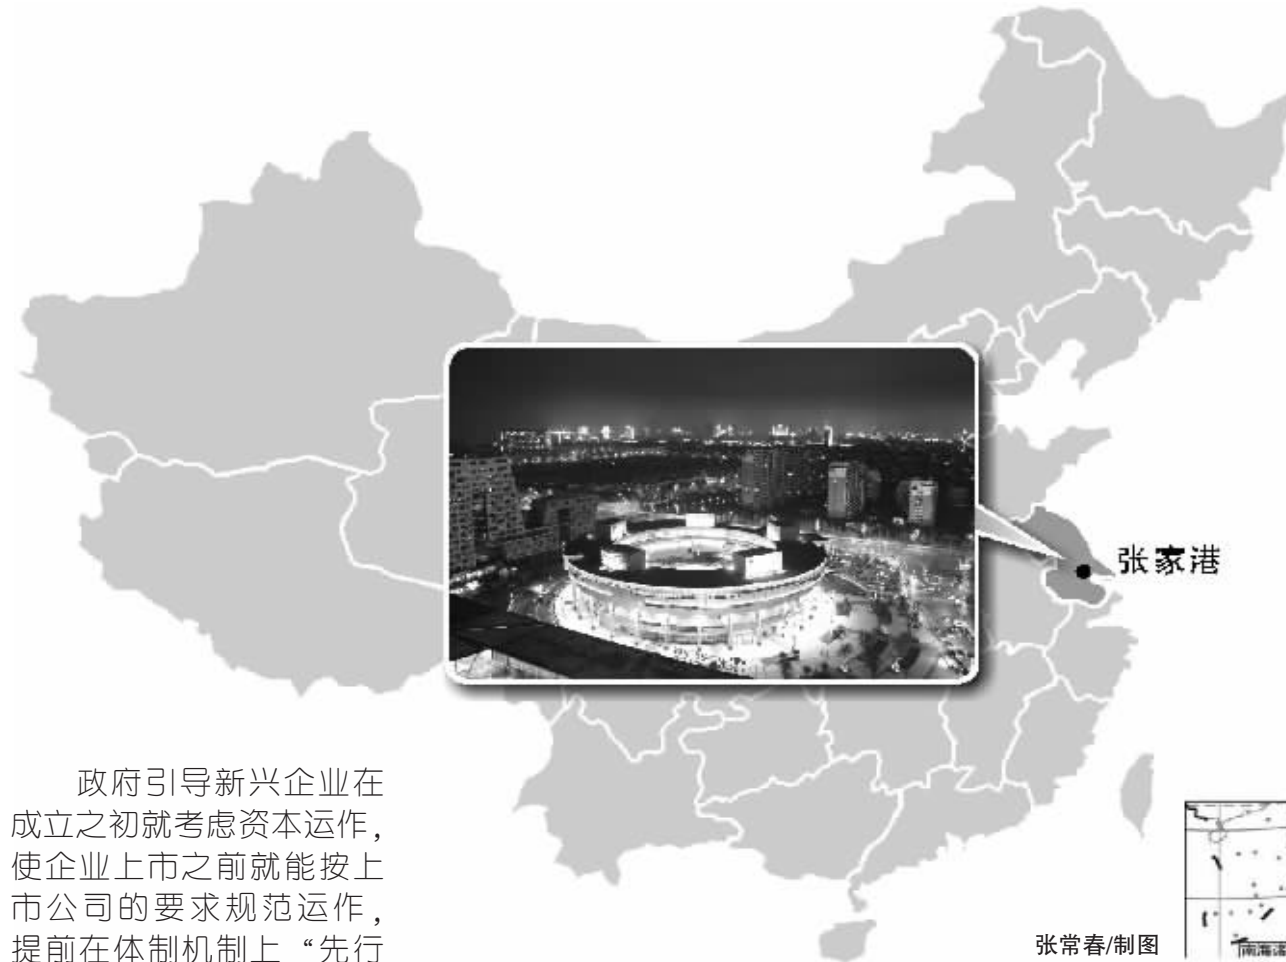 张家港
政府引导新兴企业在
成立之初就考虑资本运作，
使企业上市之前就能按上
市公司的要求规范运作，
提前在体制机制上“先行
张常春/制图
南海诸